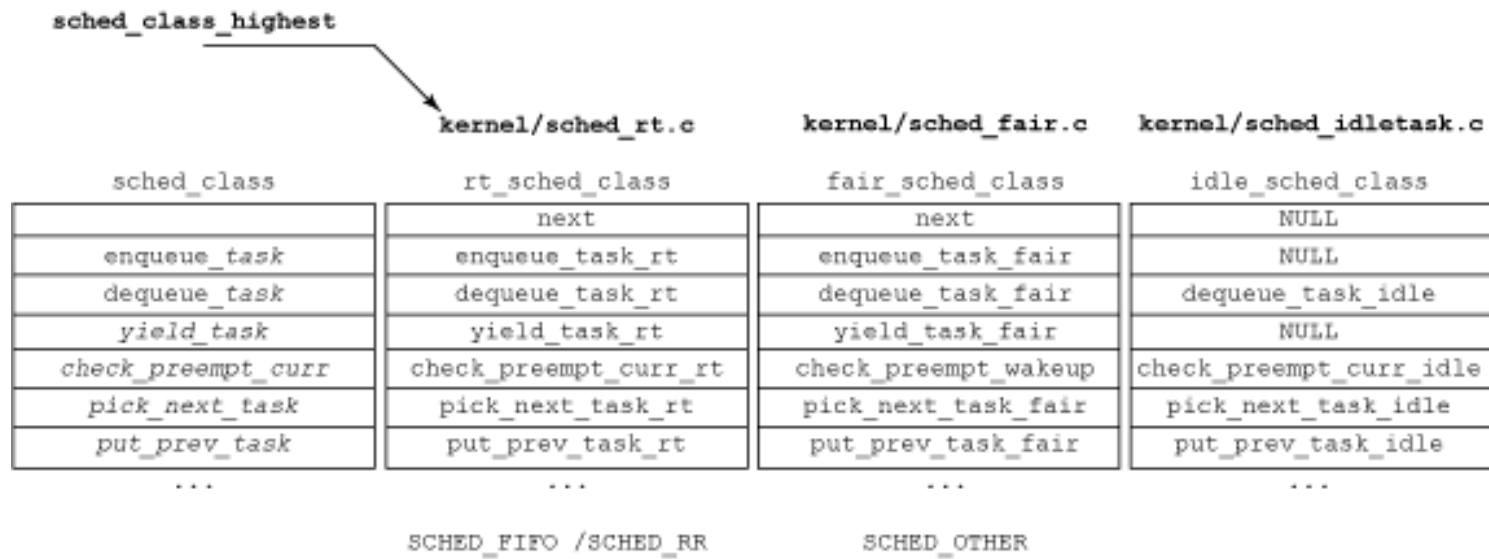 sched_class_highest
kernel/sched_rt.c kernel/sched_fair.c kernel/sched_idletask.c
sched_class rt_sched_class fair_sched_class idle_sched_class
next next NULL
enqueue_task enqueue_task_rt enqueue_task_fair NULL
dequeue_task dequeue_task_rt dequeue_task_fair dequeue_task_idle
yield_task yield_task_rt yield_task_fair NULL
check_preempt_curr check_preempt_curr_rt check_preempt_wakeup check_preempt_curr_idle
pick_next_task pick_next_task_rt pick_next_task_fair pick_next_task_idle
put_prev_task put_prev_task_rt put_prev_task_fair put_prev_task_idle
... ... ... ...
SCHED_FIFO /SCHED_RR SCHED_OTHER